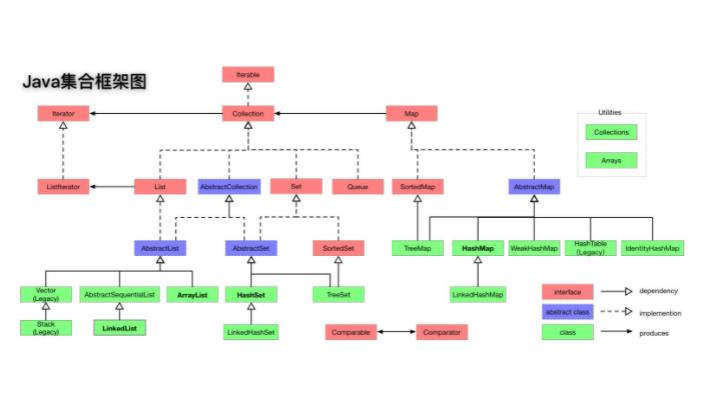 Iterable
Java集合框架图
Iterator
Collection
Map
Utilities
Collections
Arrays
ListIterator
List
AbstractCollection
Set
Queue
SortedMap
AbstractMap
AbstractList
AbstractSet
SortedSet
TreeMap
HashMap
WeakHashMap
HashTable
(Legacy)
IdentityHashMap
Vector
(Legacy)
AbstractSequentialList
ArrayList
HashSet
TreeSet
LinkedHashMap
Stack
(Legacy)
LinkedList
LinkedHashSet
Comparable
Comparator
interface
dependency
abstract class
implemention
class
produces